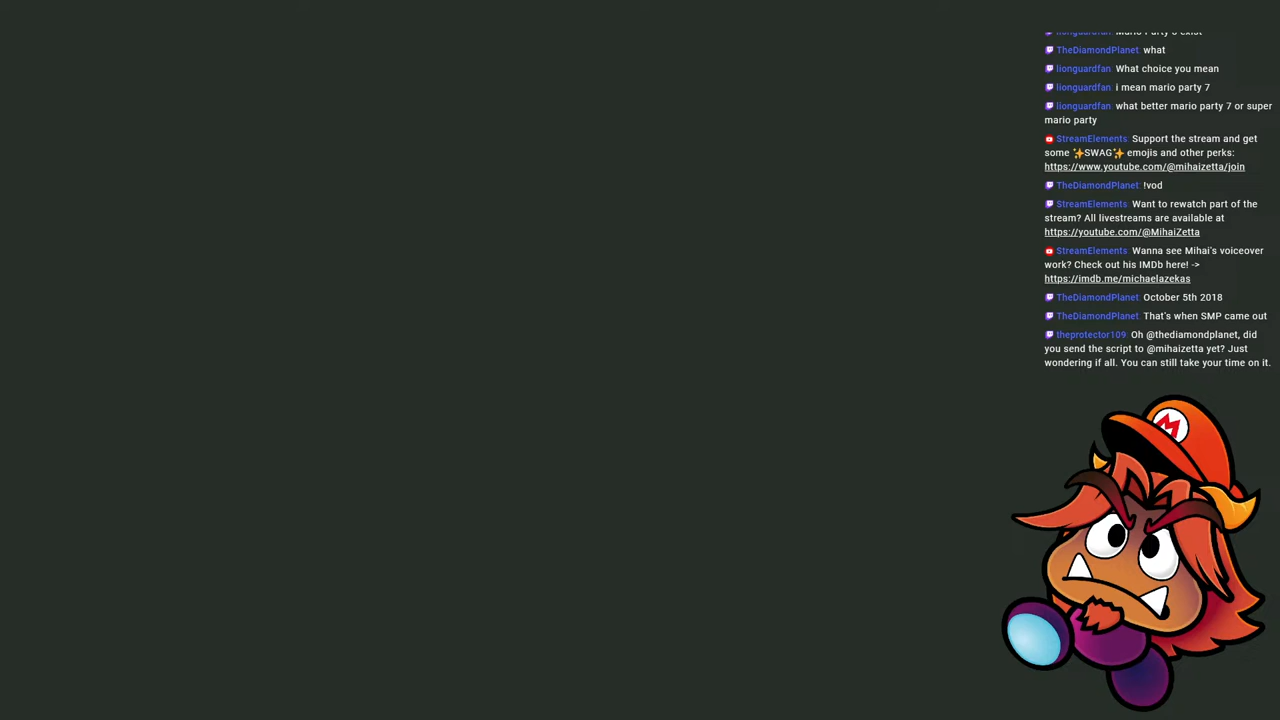 lionguardfan: Mario Party 8 exist
TheDiamondPlanet: what
lionguardfan: What choice you mean
lionguardfan: i mean mario party 7
lionguardfan: what better mario party 7 or super
mario party
StreamElements: Support the stream and get
some ✨SWAG✨ emojis and other perks:
https://www.youtube.com/@mihaizetta/join
TheDiamondPlanet: !vod
StreamElements: Want to rewatch part of the
stream? All livestreams are available at
https://youtube.com/@MihaiZetta
StreamElements: Wanna see Mihai's voiceover
work? Check out his IMDb here! ->
https://imdb.me/michaelazekas
TheDiamondPlanet: October 5th 2018
TheDiamondPlanet: That's when SMP came out
theprotector109: Oh @thediamondplanet, did
you send the script to @mihaizetta yet? Just
wondering if all. You can still take your time on it.
M